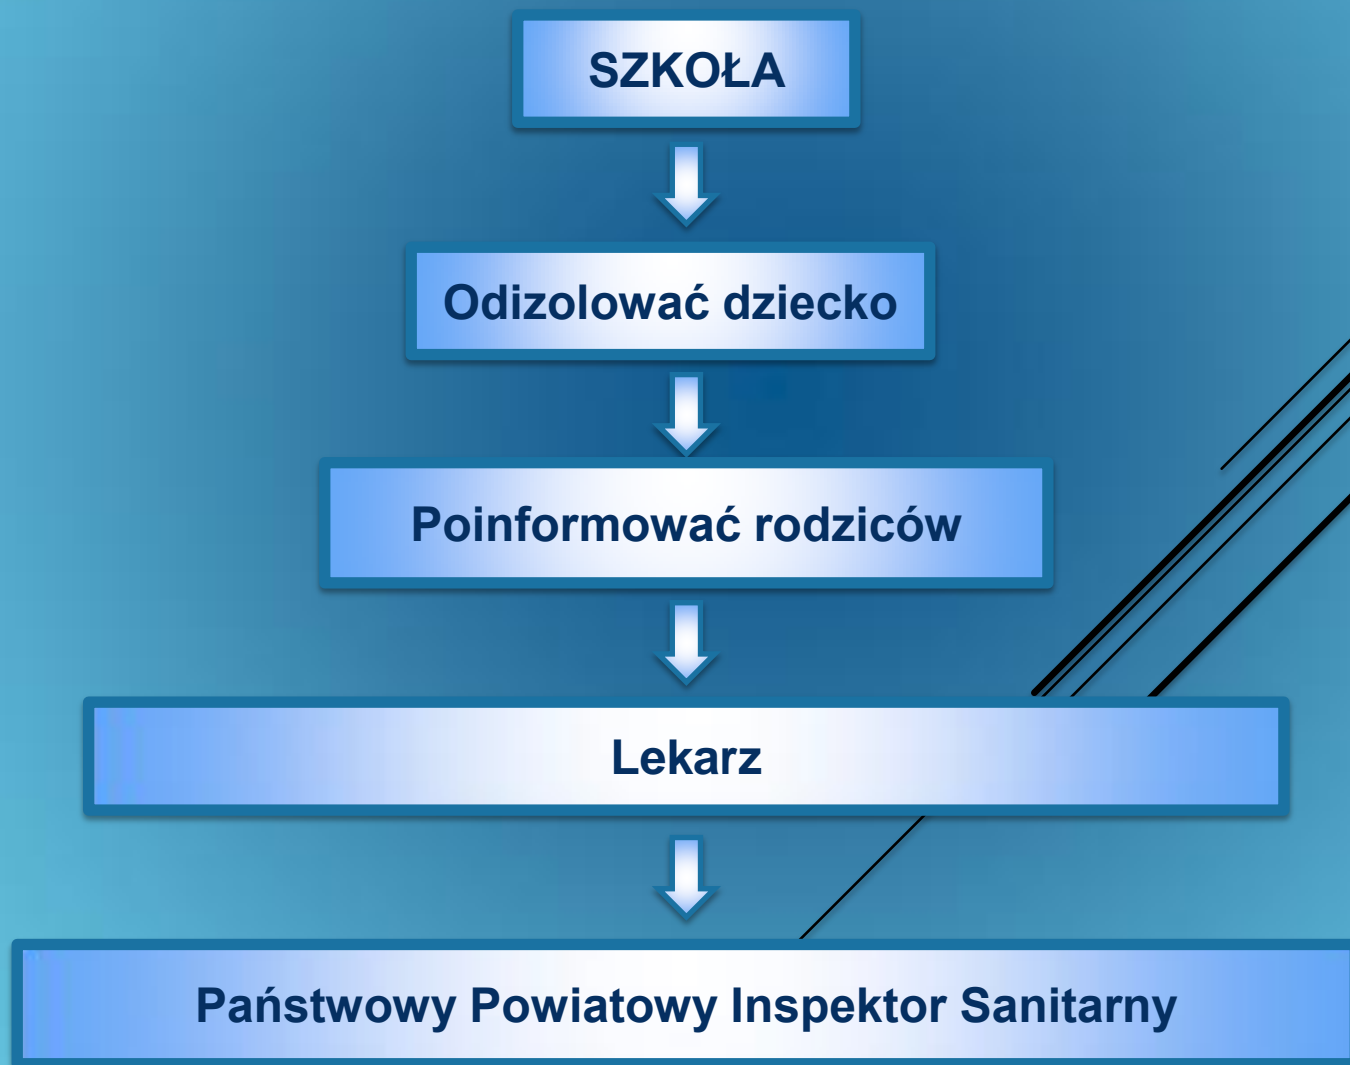 SZKOŁA
Odizolować dziecko
Poinformować rodziców
Lekarz
Państwowy Powiatowy Inspektor Sanitarny